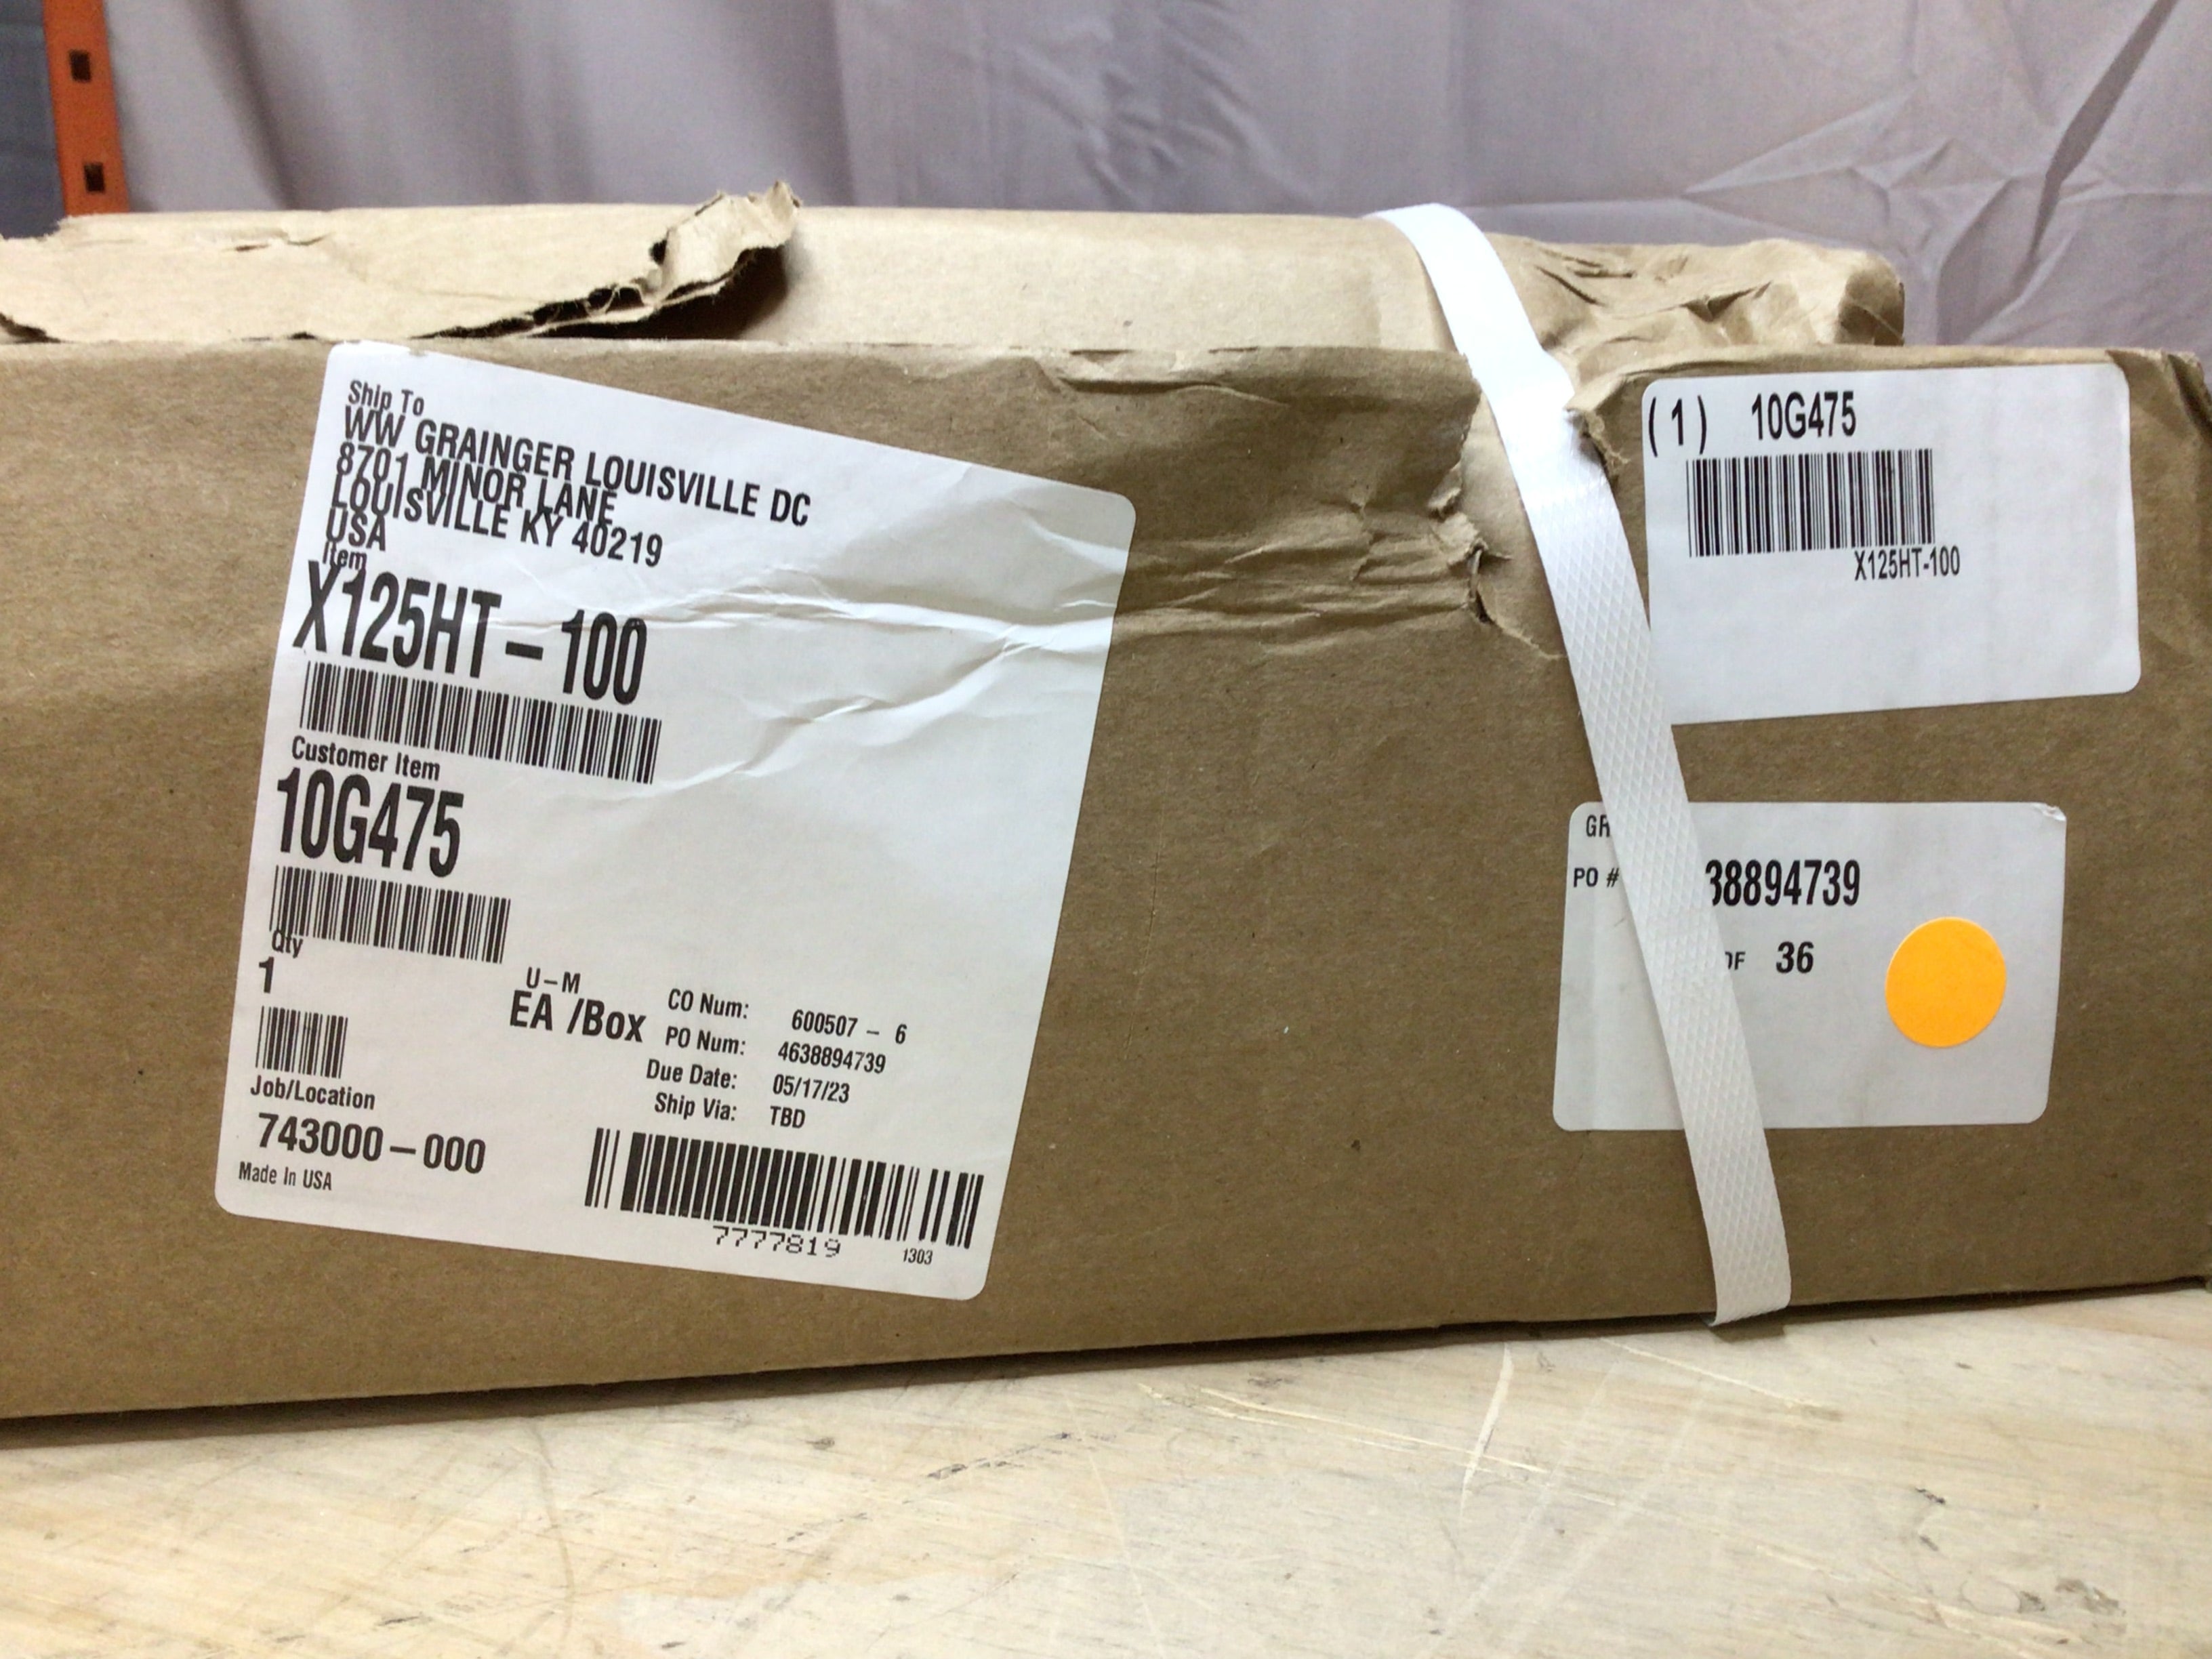 Ship To
WW GRAINGER LOUISVILLE DC
8701 MINOR LANE
LOUISVILLE KY 40219
USA
Item
X125HT-100
Customer Item
10G475
Qty
1
U-M
EA /Box
CO Num: 600507 - 6
PO Num: 4638894739
Due Date: 05/17/23
Ship Via: TBD
Job/Location
743000-000
Made In USA
7777819
1303
(1) 10G475
X125HT-100
PO # 38894739
OF 36